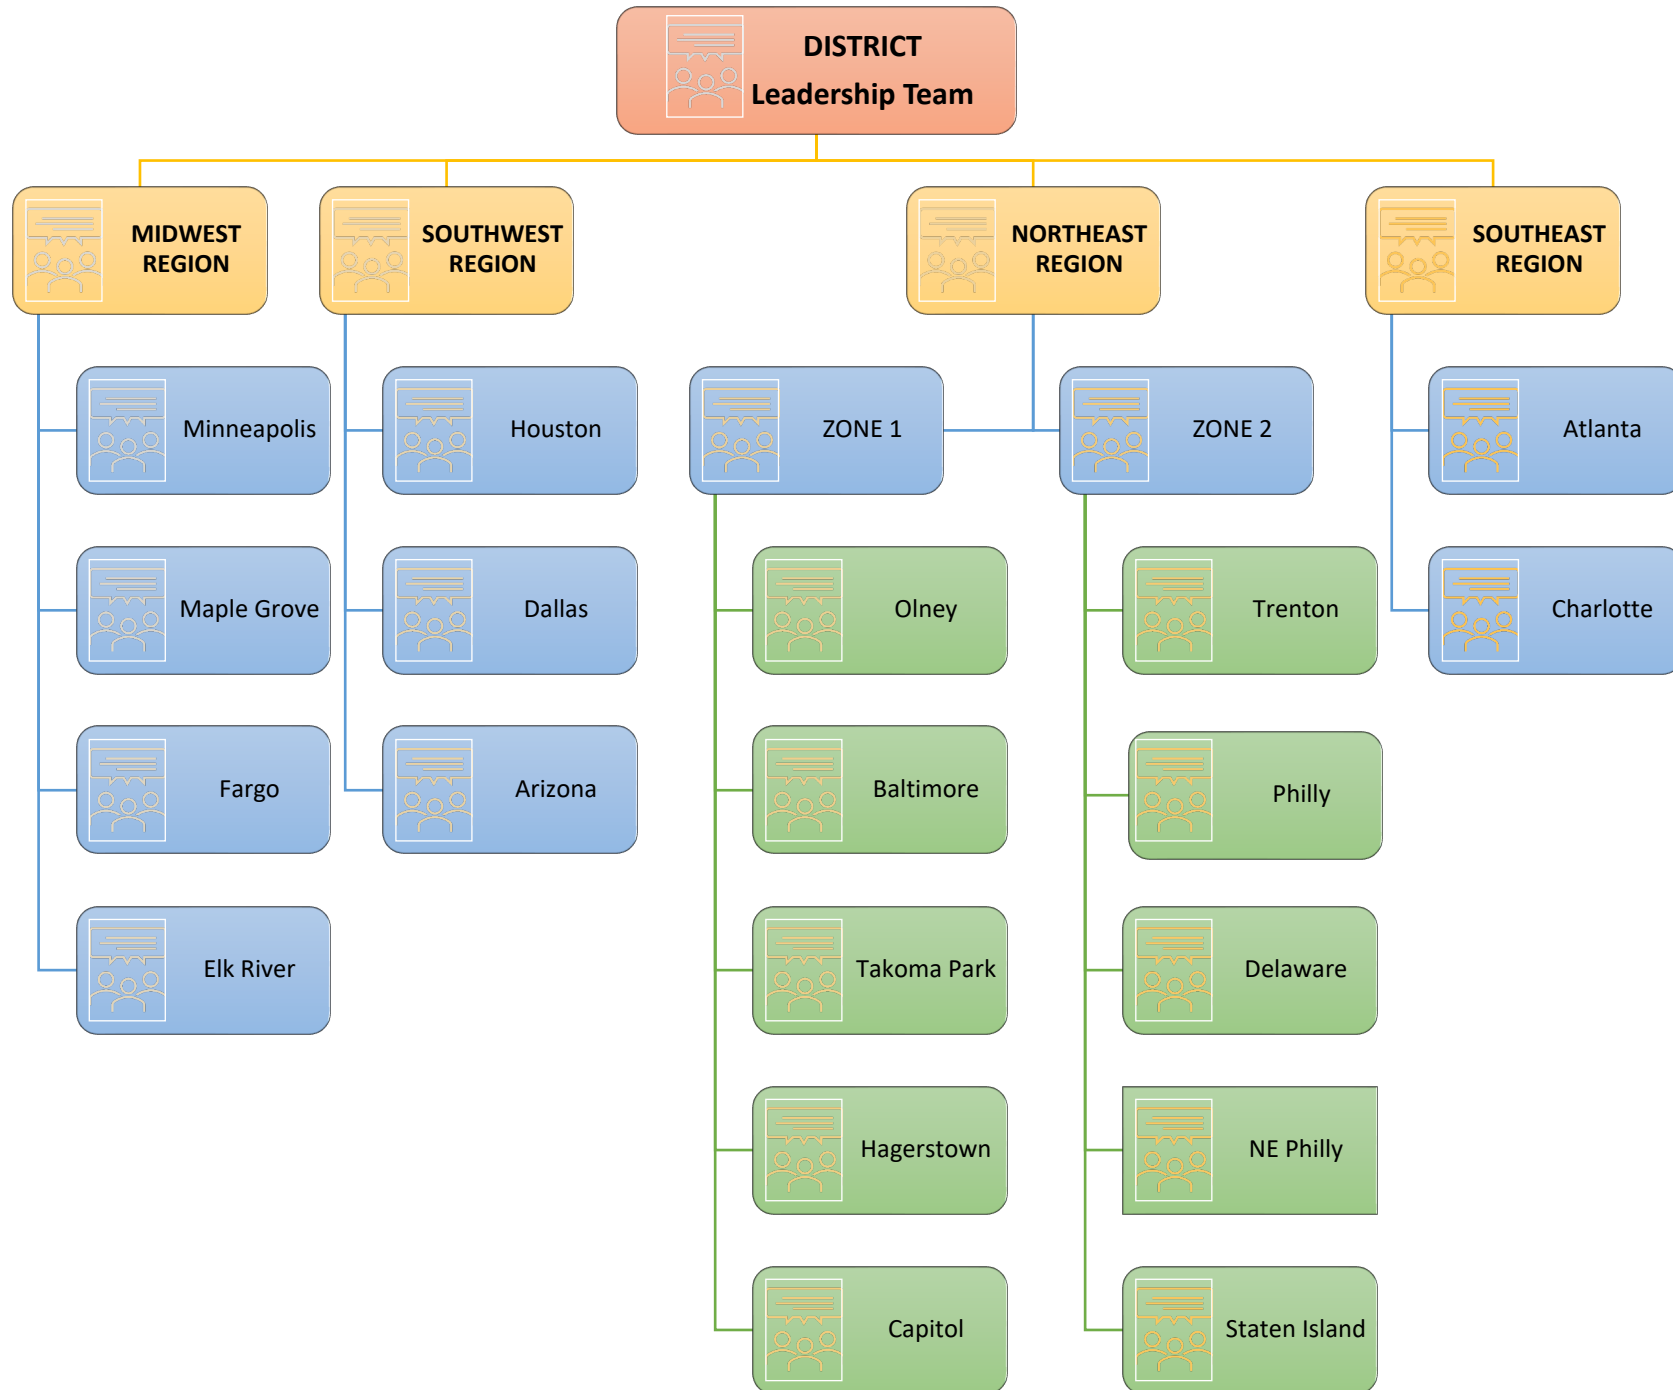 DISTRICT
Leadership Team
MIDWEST
REGION
SOUTHWEST
REGION
NORTHEAST
REGION
SOUTHEAST
REGION
Minneapolis
Houston
ZONE 1
ZONE 2
Atlanta
Maple Grove
Dallas
Olney
Trenton
Charlotte
Fargo
Arizona
Baltimore
Philly
Elk River
Takoma Park
Delaware
Hagerstown
NE Philly
Capitol
Staten Island